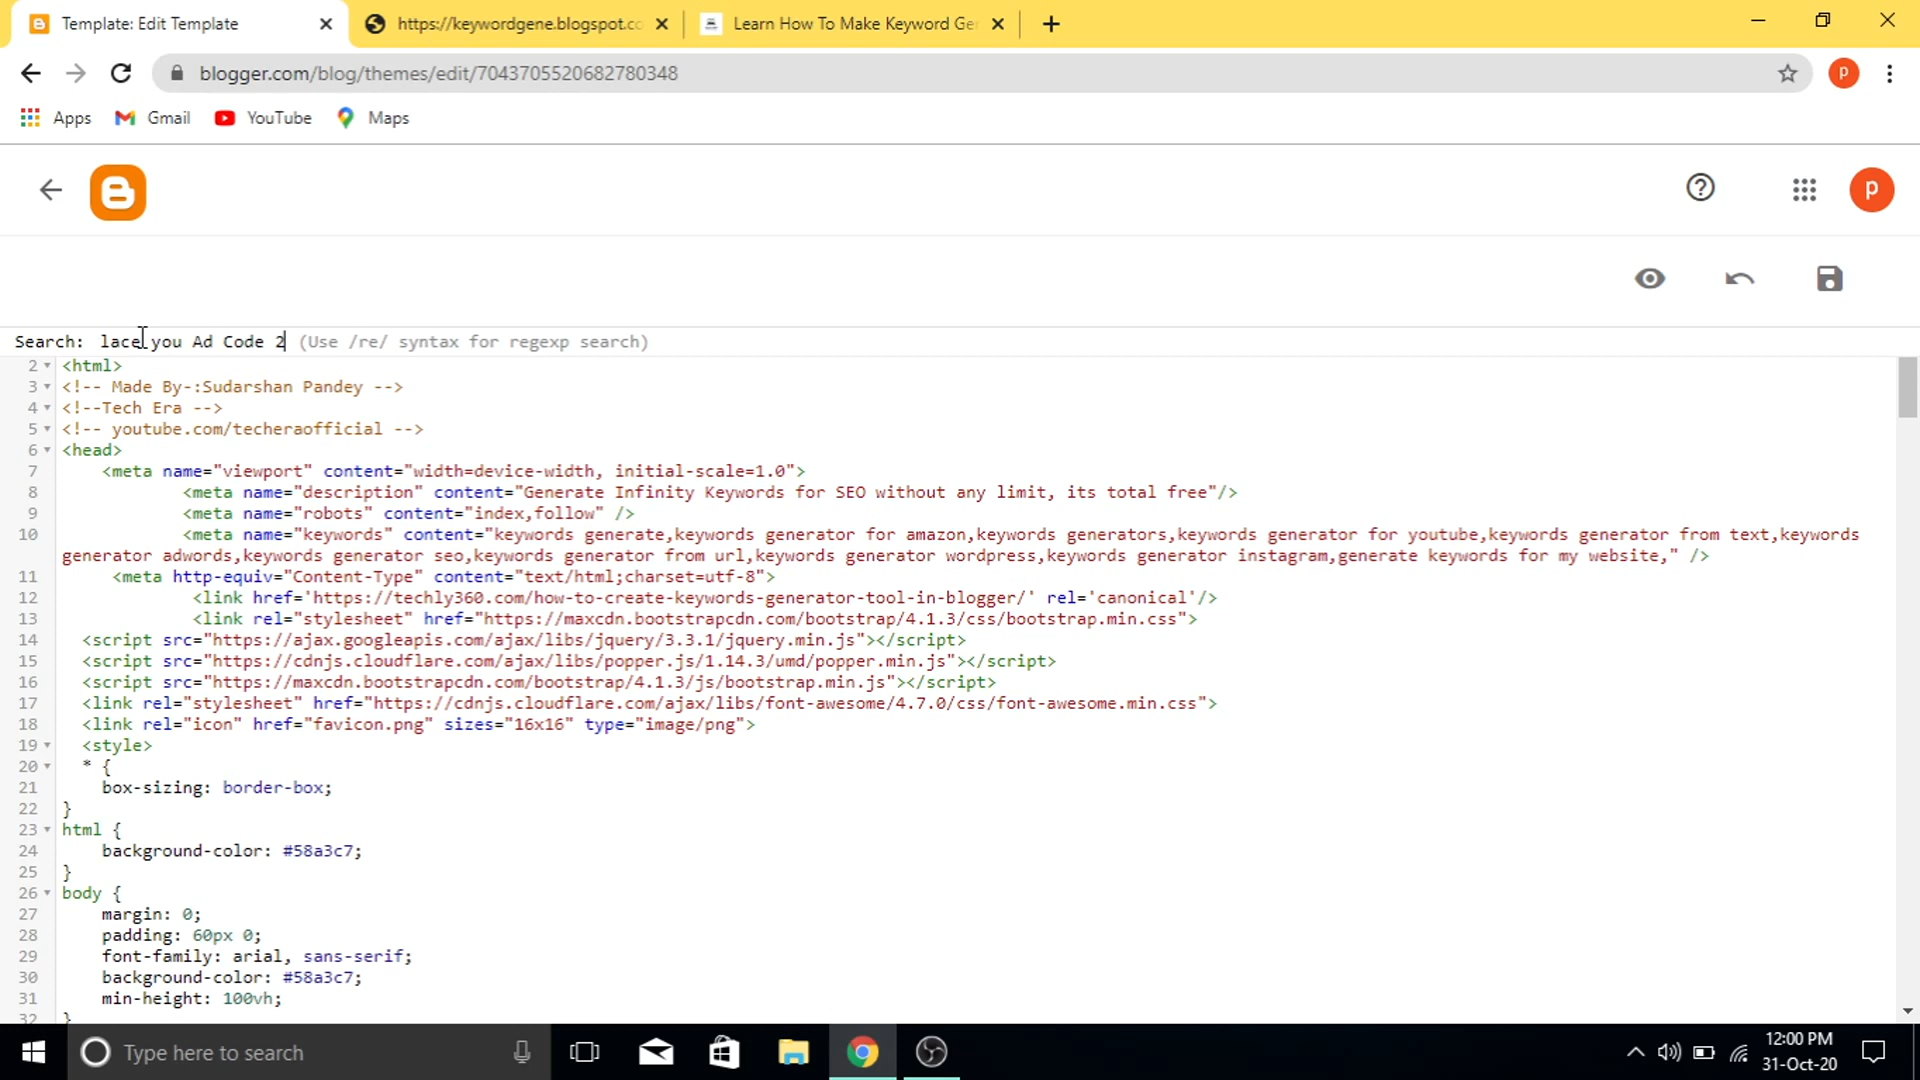 Template: Edit Template
https://keywordgene.blogspot.co
Learn How To Make Keyword Ge
blogger.com/blog/themes/edit/7043705520682780348
p
Apps
Gmail
YouTube
Maps
p
Search: lace you Ad Code 2 (Use /re/ syntax for regexp search)
2 <html>
3 <!-- Made By-:Sudarshan Pandey -->
4 <!--Tech Era -->
5 <!-- youtube.com/techeraofficial -->
6 <head>
7 <meta name="viewport" content="width=device-width, initial-scale=1.0">
8 <meta name="description" content="Generate Infinity Keywords for SEO without any limit, its total free"/>
9 <meta name="robots" content="index,follow" />
10 <meta name="keywords" content="keywords generate,keywords generator for amazon,keywords generators,keywords generator for youtube,keywords generator from text,keywords
generator adwords,keywords generator seo,keywords generator from url,keywords generator wordpress,keywords generator instagram,generate keywords for my website," />
11 <meta http-equiv="Content-Type" content="text/html;charset=utf-8">
12 <link href='https://techly360.com/how-to-create-keywords-generator-tool-in-blogger/' rel='canonical'/>
13 <link rel="stylesheet" href="https://maxcdn.bootstrapcdn.com/bootstrap/4.1.3/css/bootstrap.min.css">
14 <script src="https://ajax.googleapis.com/ajax/libs/jquery/3.3.1/jquery.min.js"></script>
15 <script src="https://cdnjs.cloudflare.com/ajax/libs/popper.js/1.14.3/umd/popper.min.js"></script>
16 <script src="https://maxcdn.bootstrapcdn.com/bootstrap/4.1.3/js/bootstrap.min.js"></script>
17 <link rel="stylesheet" href="https://cdnjs.cloudflare.com/ajax/libs/font-awesome/4.7.0/css/font-awesome.min.css">
18 <link rel="icon" href="favicon.png" sizes="16x16" type="image/png">
19 <style>
20 * {
21 box-sizing: border-box;
22 }
23 html {
24 background-color: #58a3c7;
25 }
26 body {
27 margin: 0;
28 padding: 60px 0;
29 font-family: arial, sans-serif;
30 background-color: #58a3c7;
31 min-height: 100vh;
32 }
Type here to search
12:00 PM
31-Oct-20